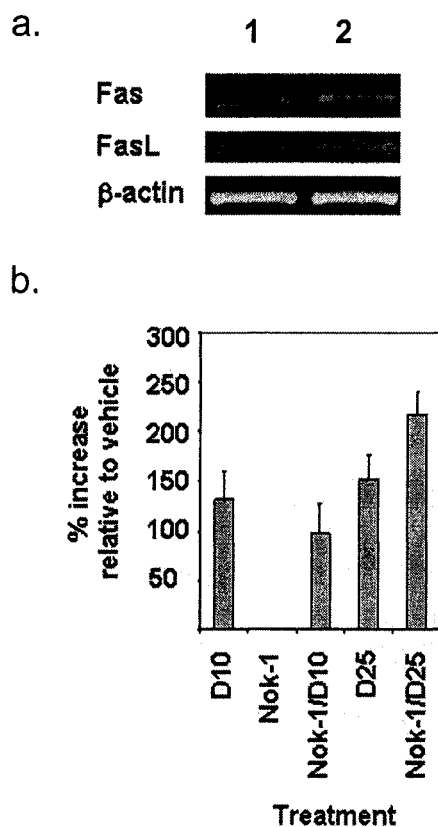 a.
1 2
Fas
FasL
β-actin
b.
300
250
200
150
100
50
% increase
relative to vehicle
D10
Nok-1
Nok-1/D10
D25
Nok-1/D25
Treatment